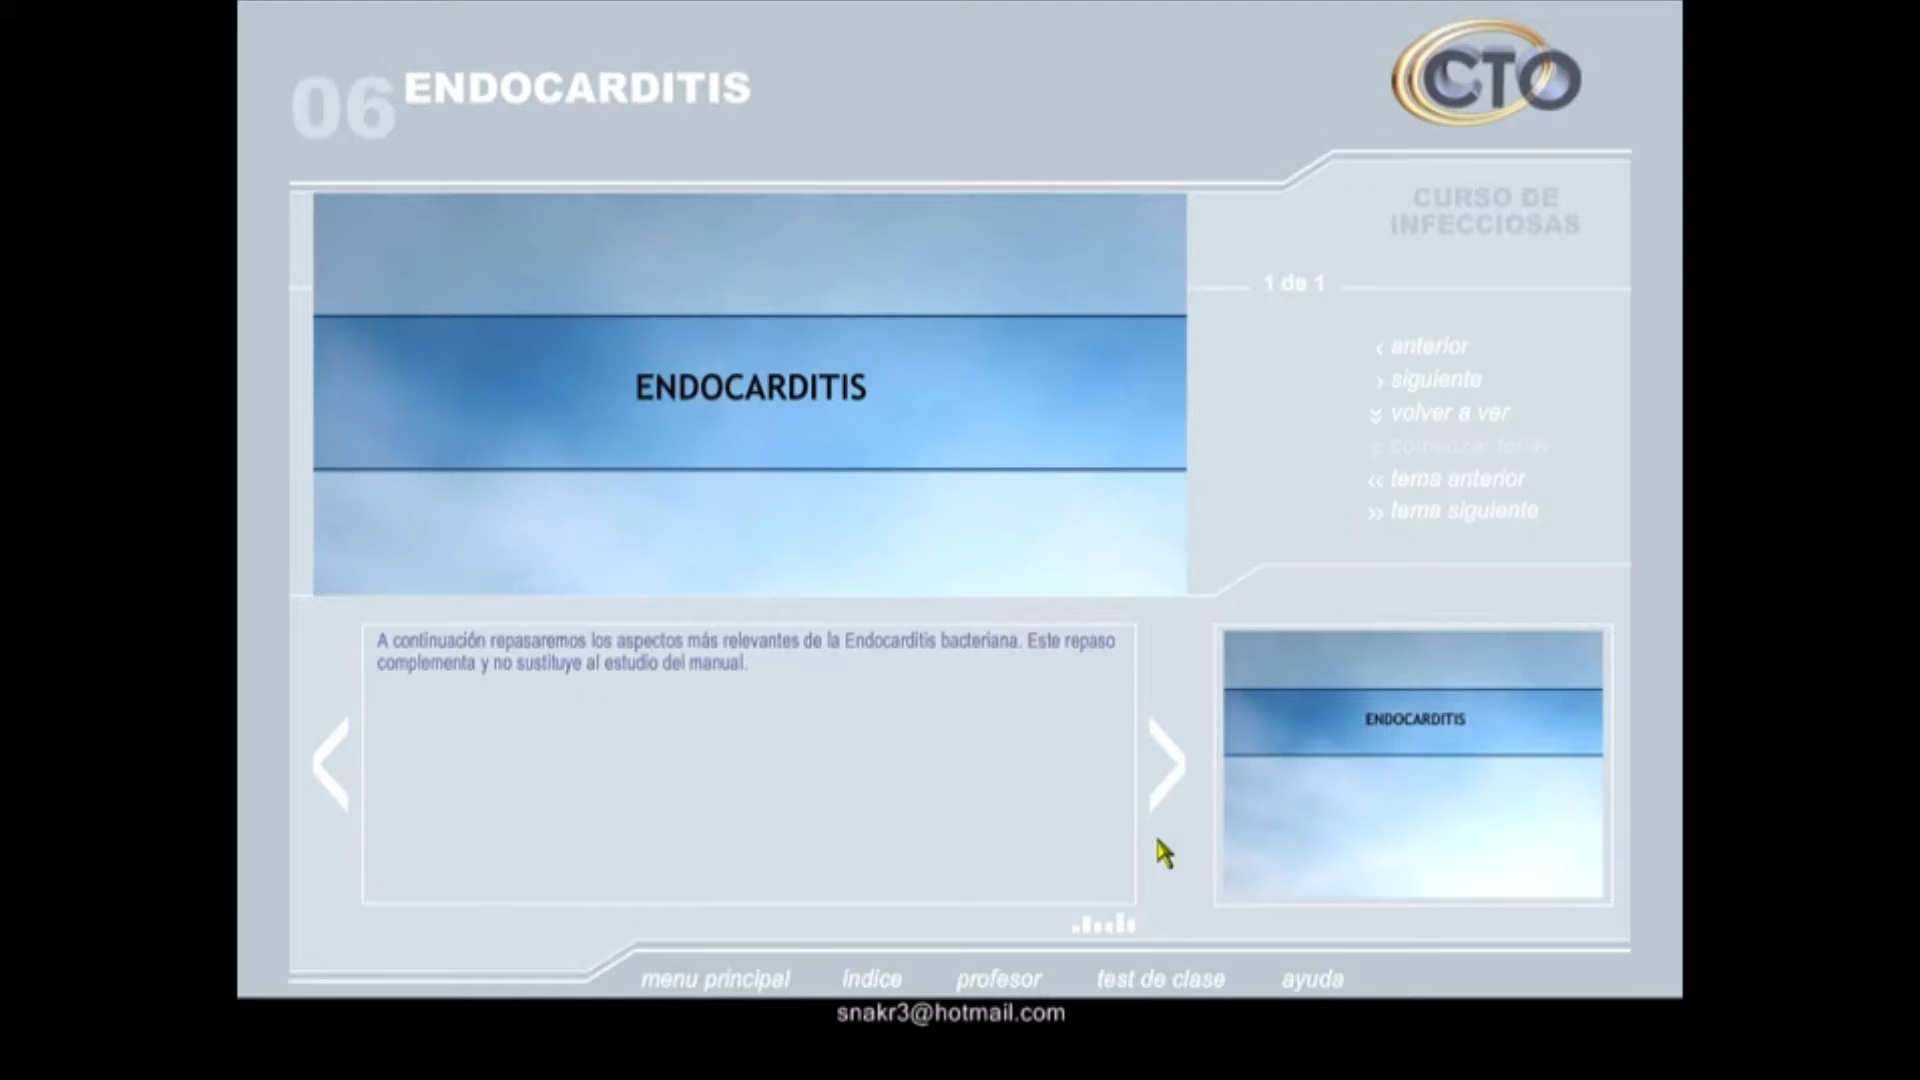 06 ENDOCARDITIS
CTO
CURSO DE
INFECCIOSAS
1 de 1
ENDOCARDITIS
‹ anterior
› siguiente
volver a ver
‹‹ tema anterior
›› tema siguiente
A continuación repasaremos los aspectos más relevantes de la Endocarditis bacteriana. Este repaso
complementa y no sustituye al estudio del manual.
ENDOCARDITIS
menu principal índice profesor test de clase ayuda
snakr3@hotmail.com